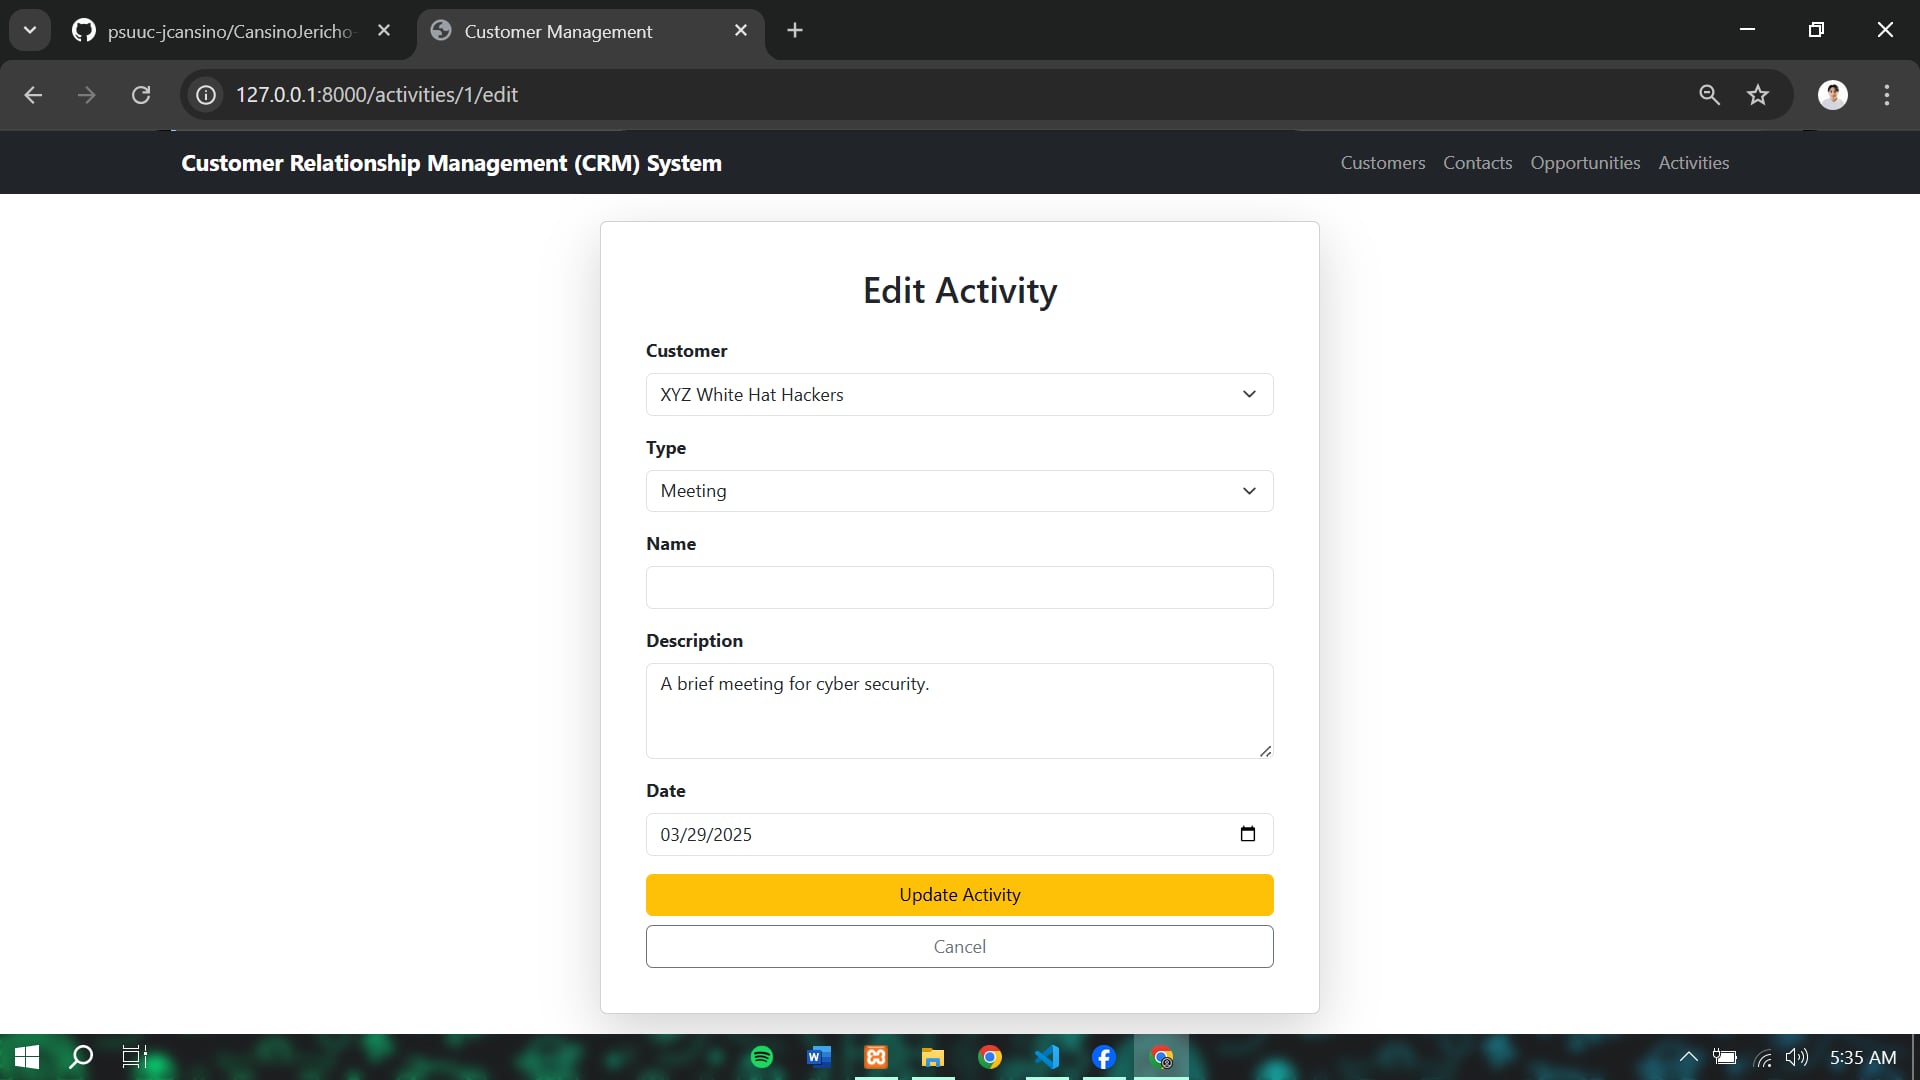 psuuc-jcansino/CansinoJericho-
Customer Management
127.0.0.1:8000/activities/1/edit
Customer Relationship Management (CRM) System
Customers Contacts Opportunities Activities
Edit Activity
Customer
XYZ White Hat Hackers
Type
Meeting
Name
Description
A brief meeting for cyber security.
Date
03/29/2025
Update Activity
Cancel
5:35 AM